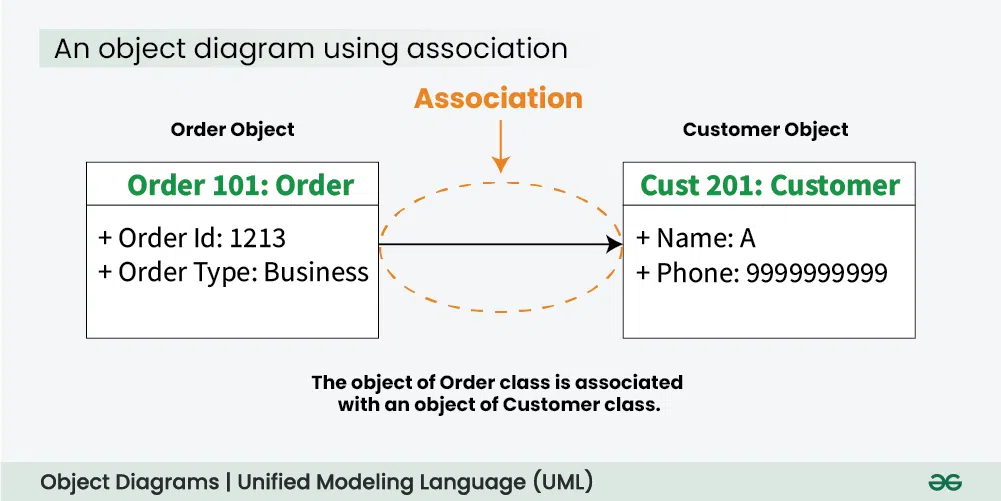 An object diagram using association
Association
Order Object
Customer Object
Order 101: Order
+ Order Id: 1213
+ Order Type: Business
Cust 201: Customer
+ Name: A
+ Phone: 9999999999
The object of Order class is associated
with an object of Customer class.
Object Diagrams | Unified Modeling Language (UML)